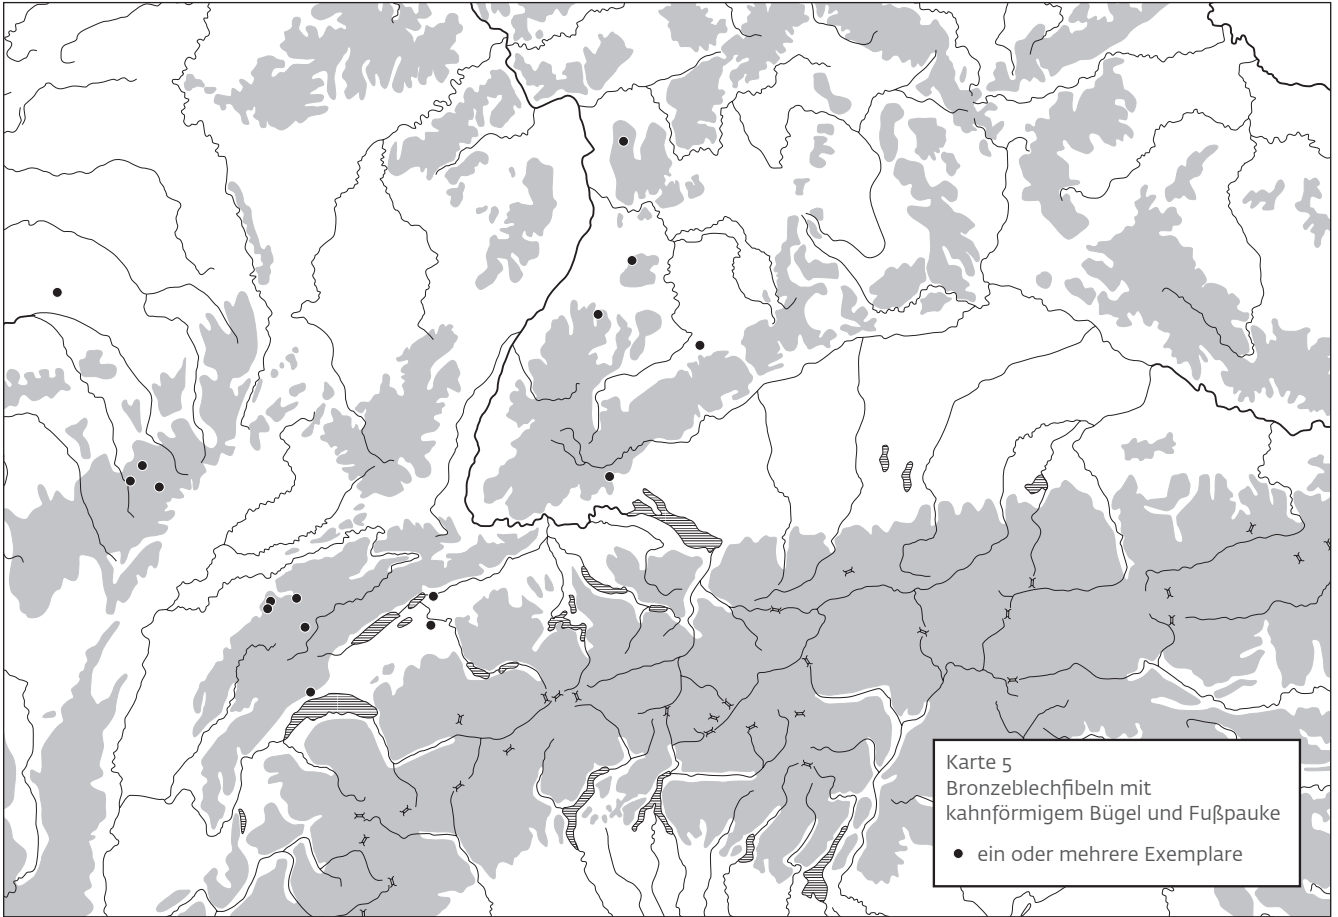 Karte 5
Bronzeblechfibeln mit
kahnförmigem Bügel und Fußpauke
ein oder mehrere Exemplare